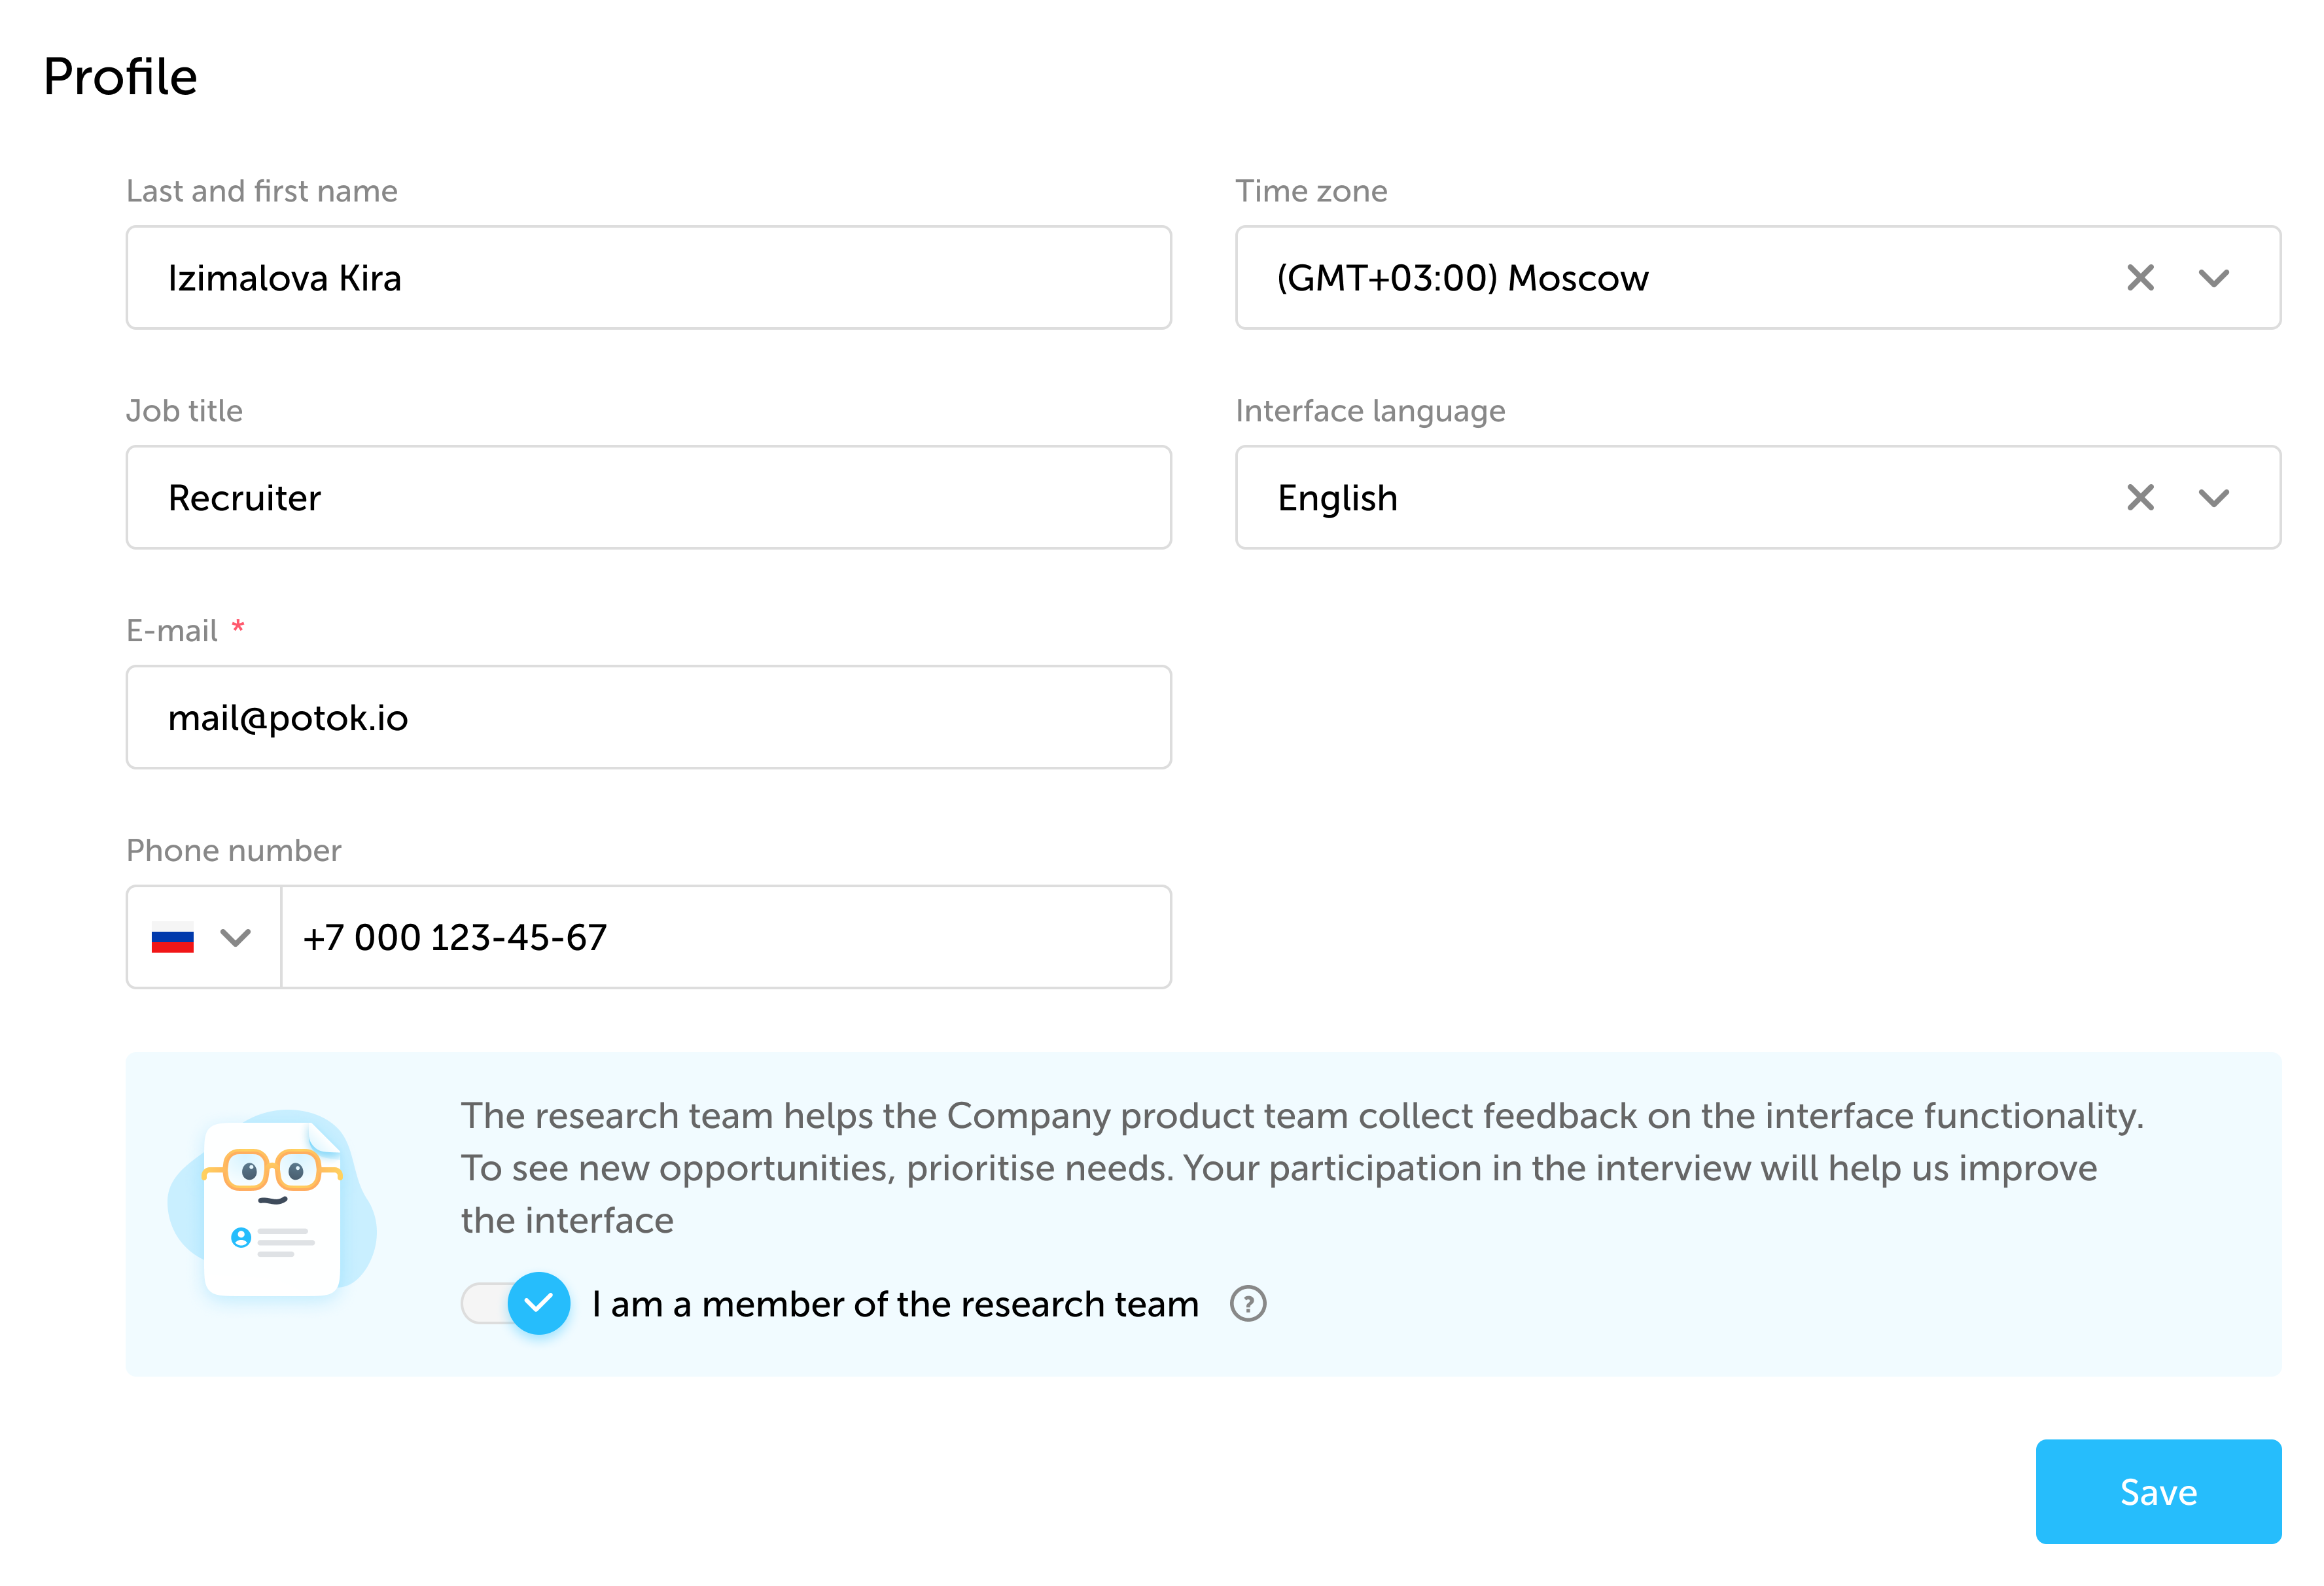 Profile
Last and first name
Izimalova Kira
Time zone
(GMT+03:00) Moscow
Job title
Recruiter
Interface language
English
E-mail *
mail@potok.io
Phone number
+7 000 123-45-67
The research team helps the Company product team collect feedback on the interface functionality.
To see new opportunities, prioritise needs. Your participation in the interview will help us improve
the interface
I am a member of the research team ?
Save